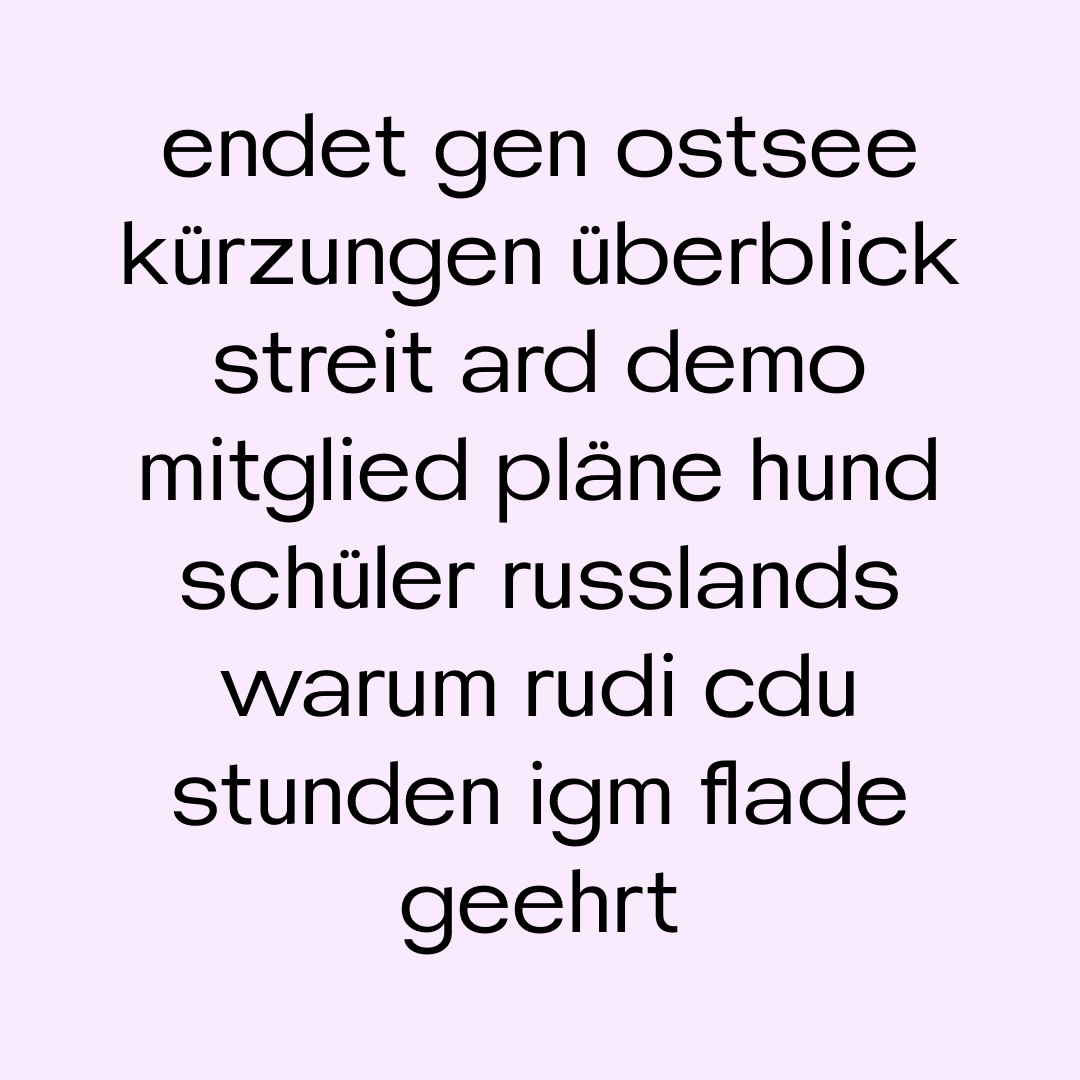 endet gen ostsee
kürzungen überblick
streit ard demo
mitglied pläne hund
schüler russlands
warum rudi cdu
stunden igm flade
geehrt